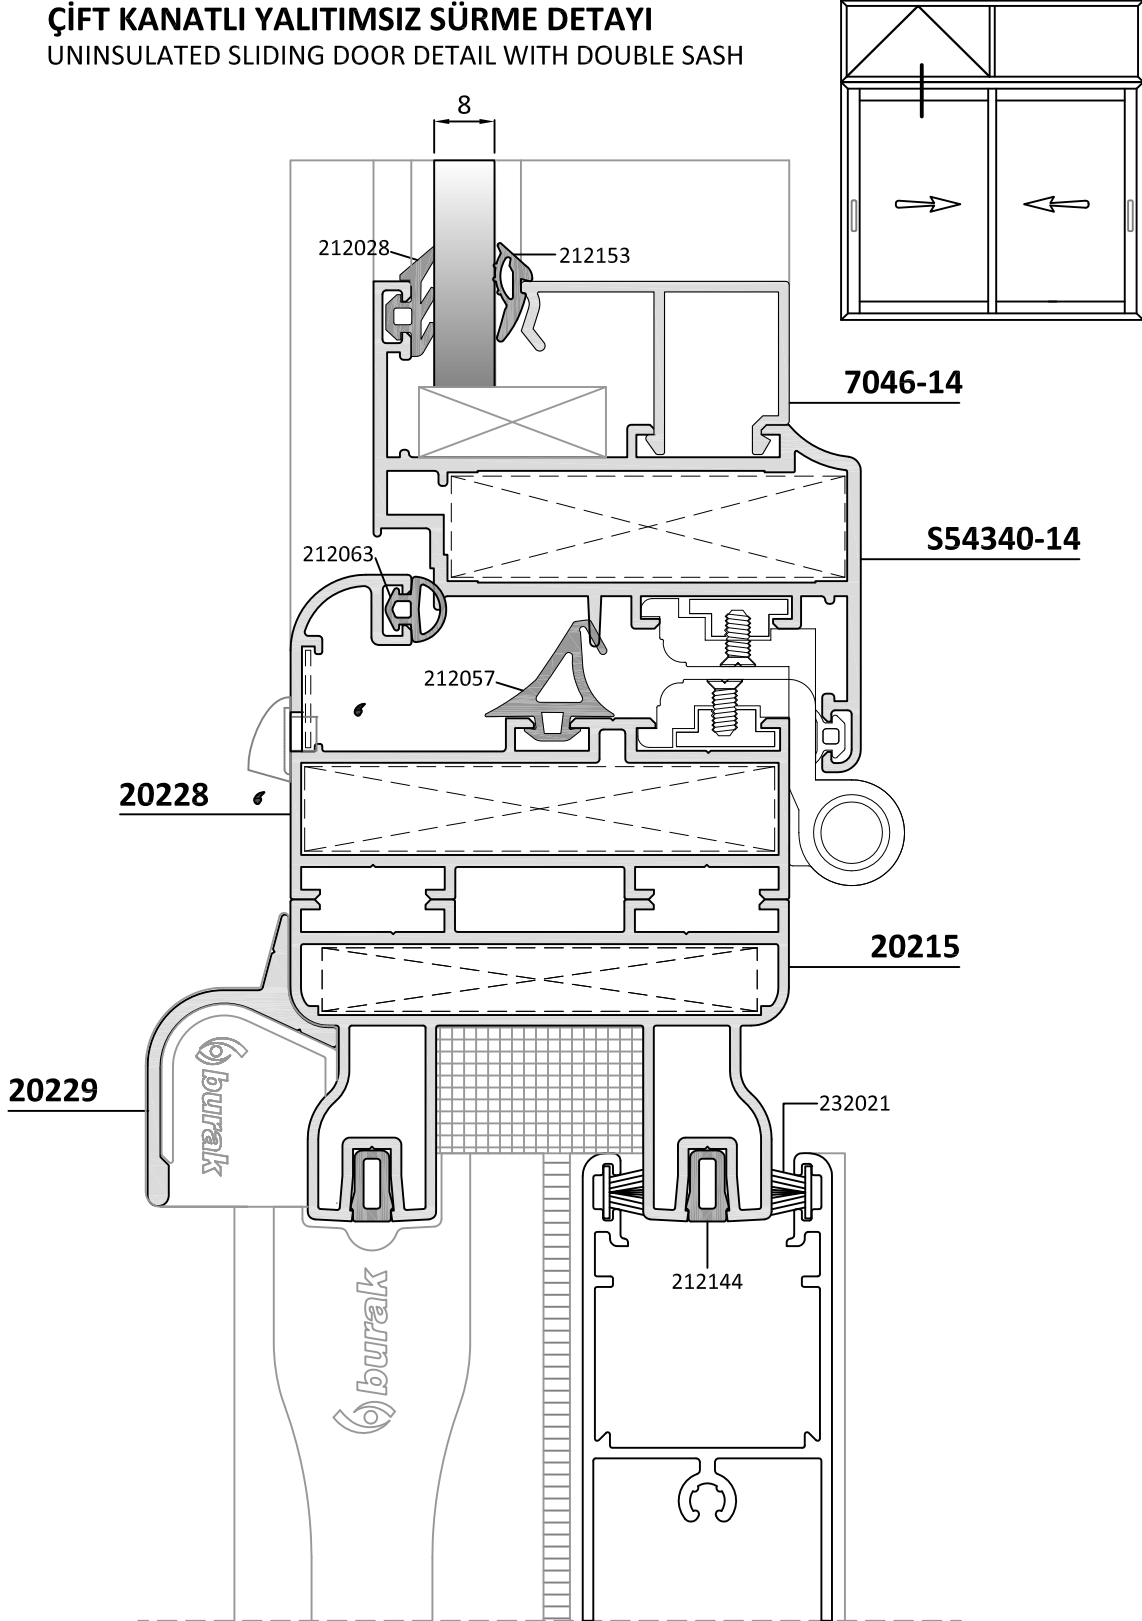 ÇİFT KANATLI YALITIMSIZ SÜRME DETAYI
UNINSULATED SLIDING DOOR DETAIL WITH DOUBLE SASH
8
212028
212153
7046-14
S54340-14
212063
212057
20228
20215
20229
burak
232021
212144
burak